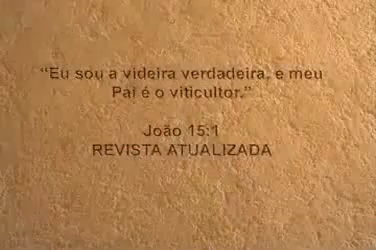 “Eu sou a videira verdadeira, e meu
Pai é o viticultor.”
João 15:1
REVISTA ATUALIZADA